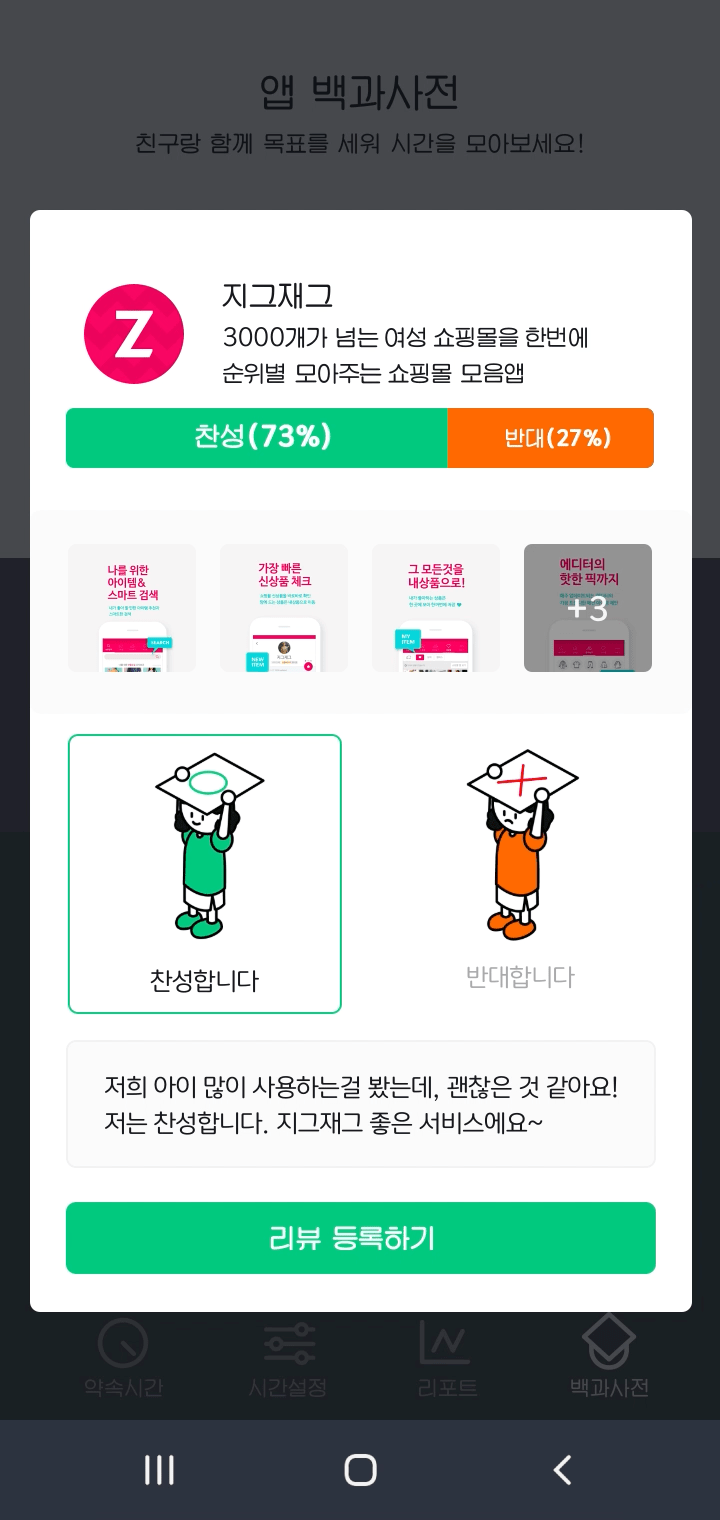 앱 백과사전
친구랑 함께 목표를 세워 시간을 모아보세요!
Z
지그재그
3000개가 넘는 여성 쇼핑몰을 한번에
순위별 모아주는 쇼핑몰 모음앱
찬성(73%)
반대(27%)
나를 위한
아이템&
스마트 검색
SEARCH
가장 빠른
신상품 체크
NEW
ITEM
그 모든것을
내상품으로!
MY
ITEM
에디터의
핫한 픽까지
+3
찬성합니다
반대합니다
저희 아이 많이 사용하는걸 봤는데, 괜찮은 것 같아요!
저는 찬성합니다. 지그재그 좋은 서비스에요~
리뷰 등록하기
약속시간
시간설정
리포트
백과사전